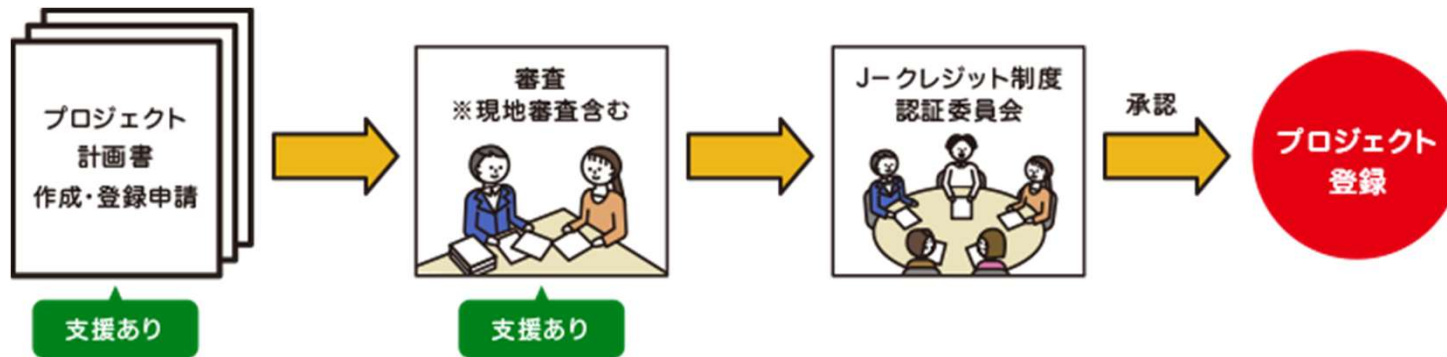 プロジェクト
計画書
作成・登録申請
支援あり
審査
※現地審査含む
支援あり
J－クレジット制度
認証委員会
承認
プロジェクト
登録